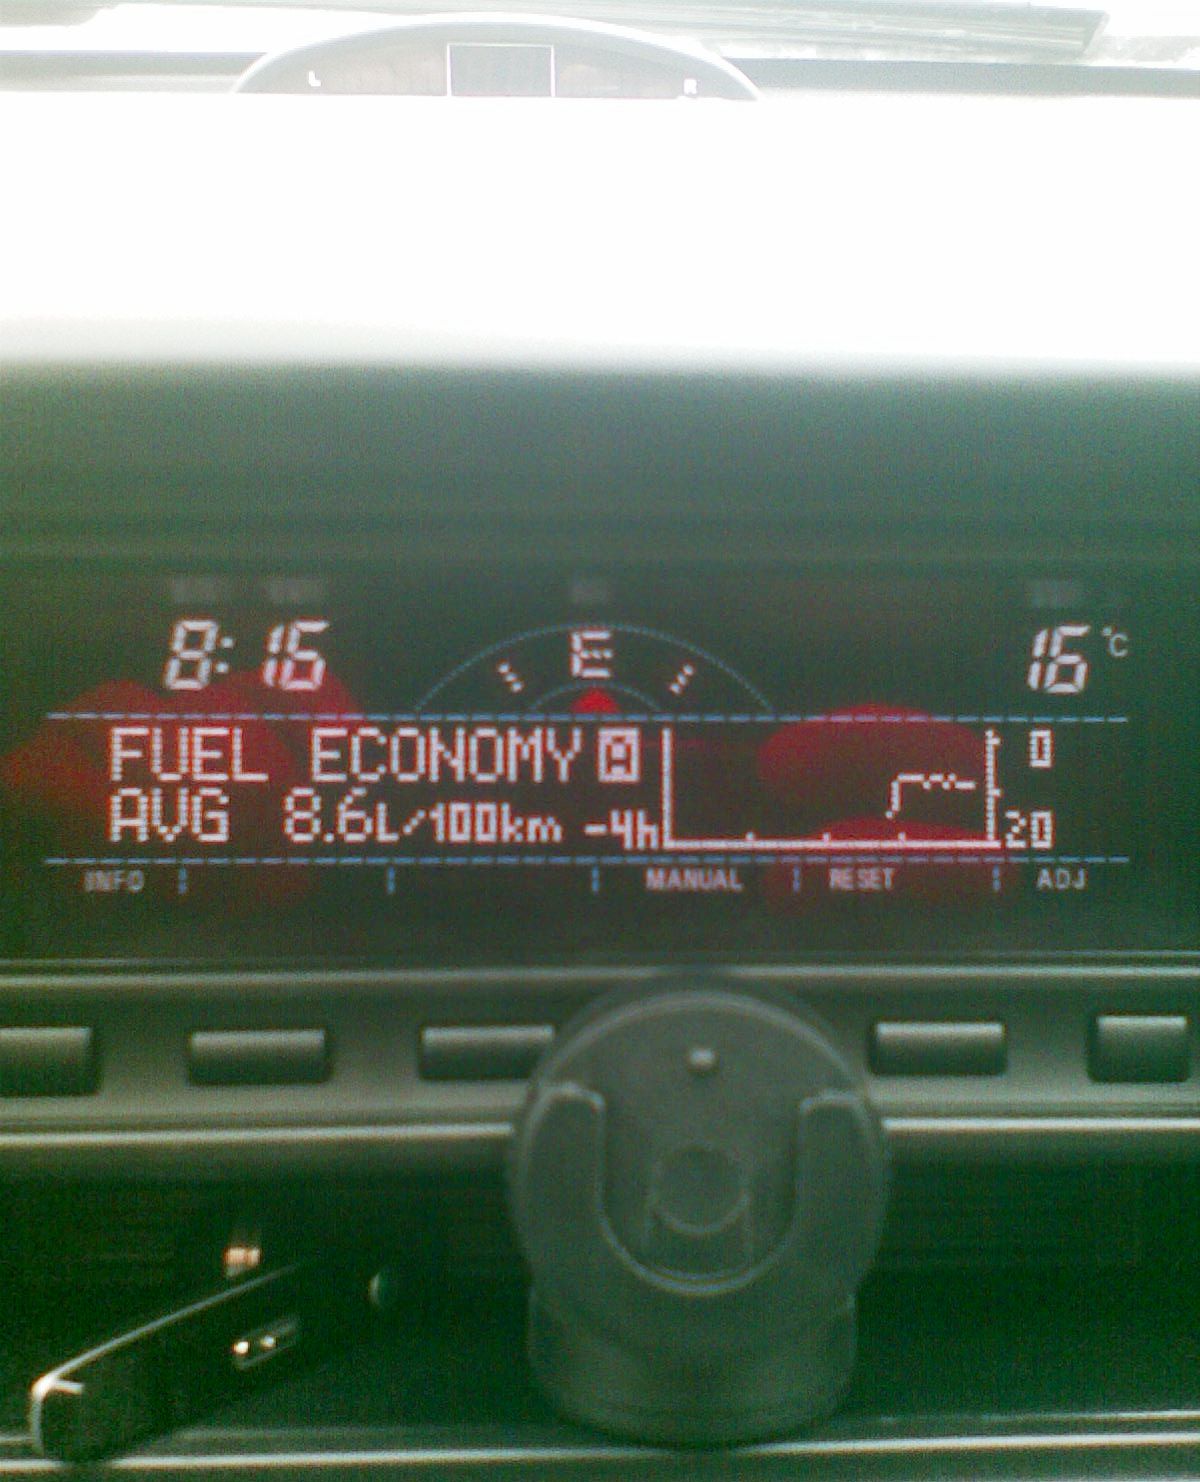 L R
8:16 E 16 °C
FUEL ECONOMY A 0
AVG 8.6L/100km -4h 20
INFO MANUAL RESET ADJ